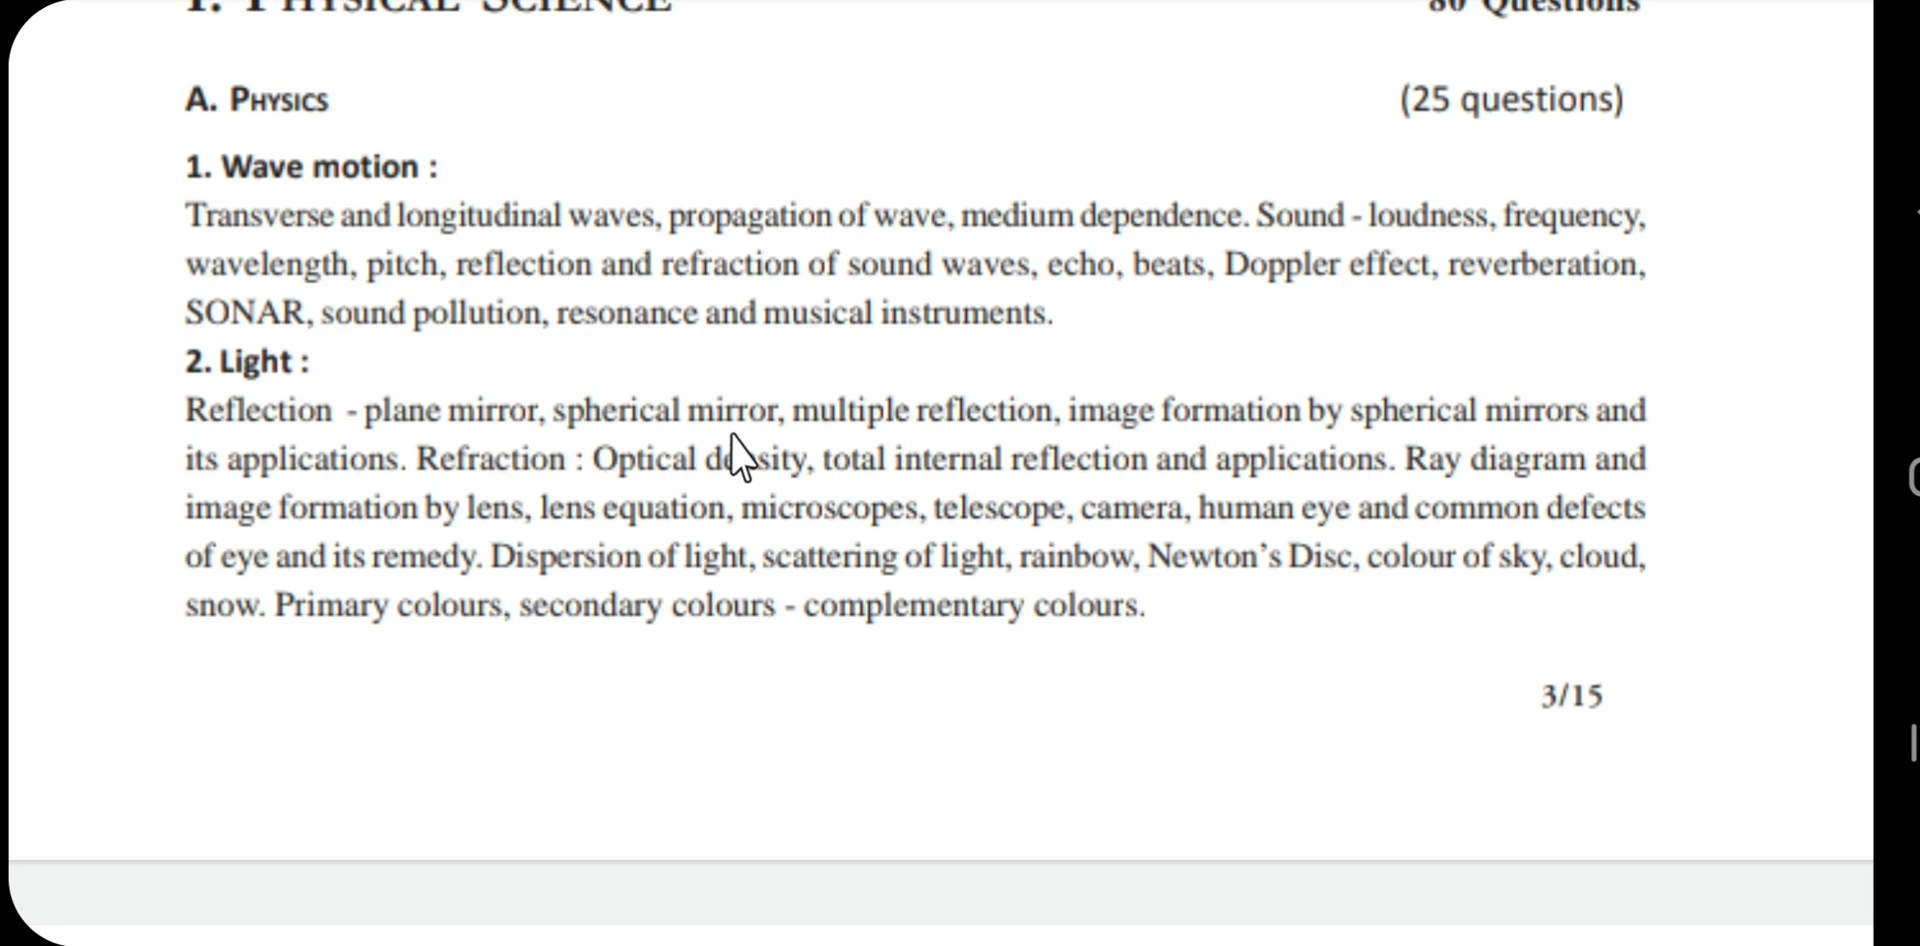 I. PHYSICAL SCIENCE 80 Questions
A. PHYSICS (25 questions)
1. Wave motion :
Transverse and longitudinal waves, propagation of wave, medium dependence. Sound - loudness, frequency,
wavelength, pitch, reflection and refraction of sound waves, echo, beats, Doppler effect, reverberation,
SONAR, sound pollution, resonance and musical instruments.
2. Light :
Reflection - plane mirror, spherical mirror, multiple reflection, image formation by spherical mirrors and
its applications. Refraction : Optical density, total internal reflection and applications. Ray diagram and
image formation by lens, lens equation, microscopes, telescope, camera, human eye and common defects
of eye and its remedy. Dispersion of light, scattering of light, rainbow, Newton's Disc, colour of sky, cloud,
snow. Primary colours, secondary colours - complementary colours.
3/15